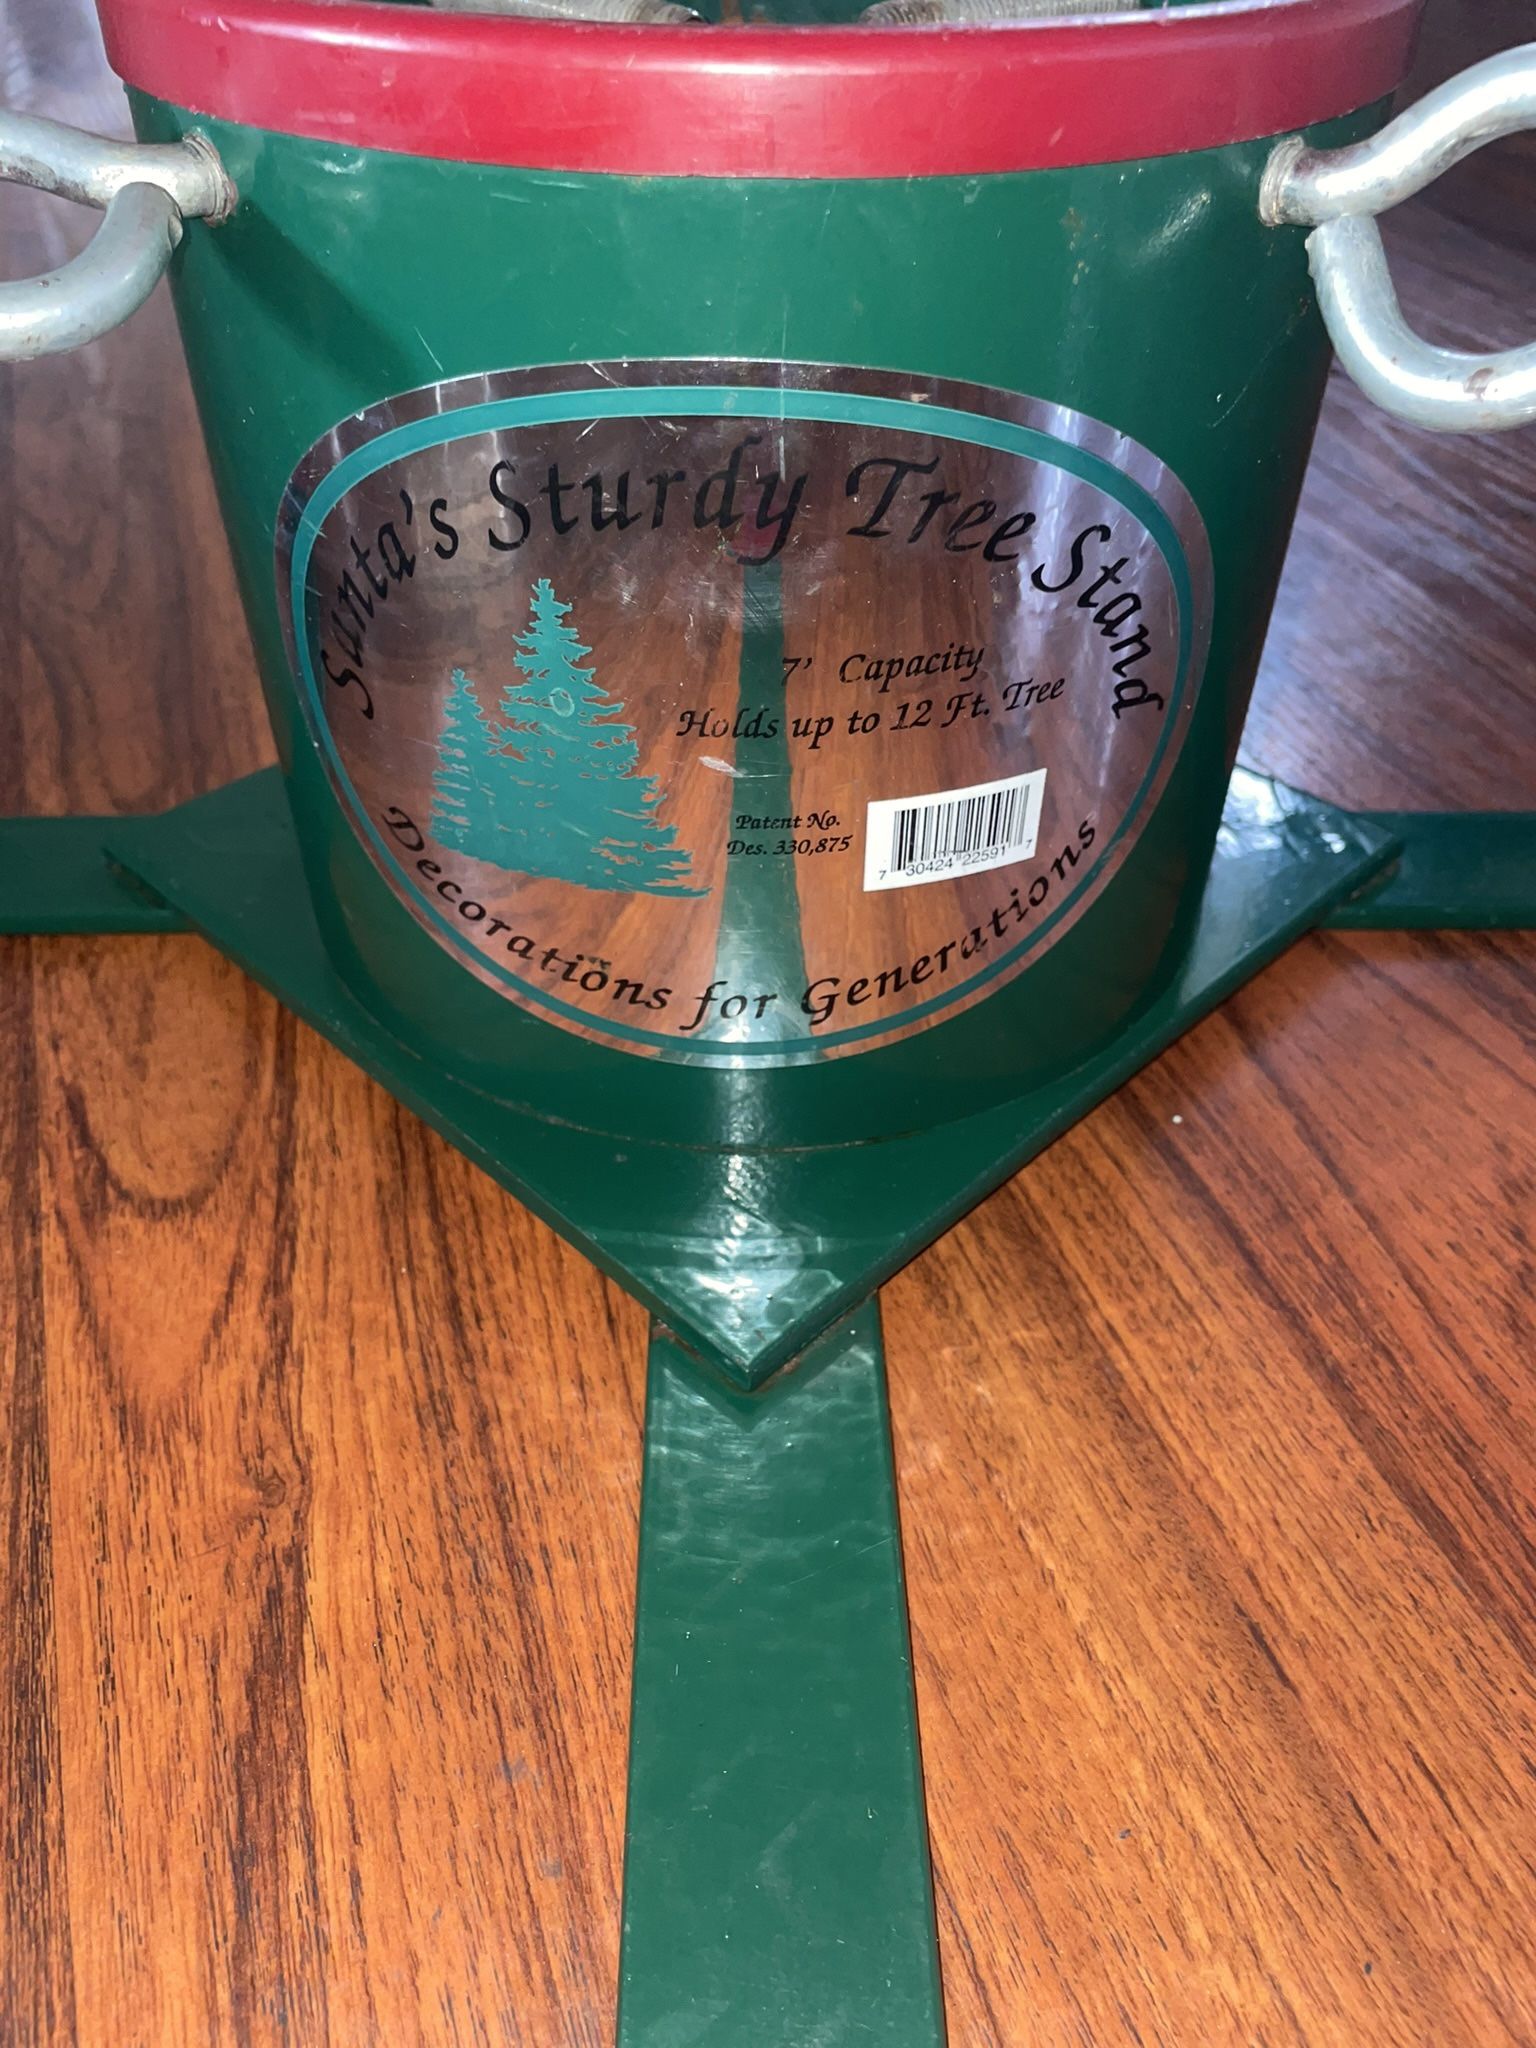 Santa's Sturdy Tree Stand
7' Capacity
Holds up to 12 Ft. Tree
Patent No.
Des. 330,875
7 30424 22591 7
Decorations for Generations